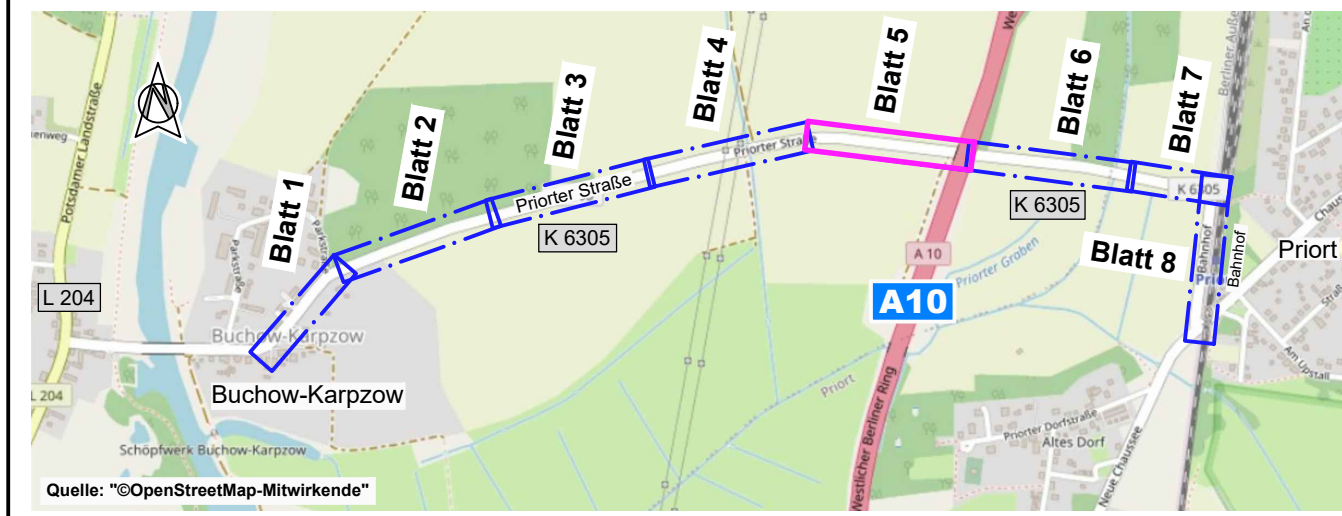 Blatt 1
Blatt 2
Blatt 3
Blatt 4
Blatt 5
Blatt 6
Blatt 7
Blatt 8
N
Potsdamer Landstraße
Parkstraße
Priorter Straße
Priorter Straße
K 6305
K 6305
K 6305
L 204
L 204
Buchow-Karpzow
Buchow-Karpzow
Schöpfwerk Buchow-Karpzow
A 10
A10
Westlicher Berliner Ring
Priorter Graben
Priort
Priort
Bahnhof
Bahnhof
Priorter Dorfstraße
Altes Dorf
Neue Chaussee
Am Upstall
Quelle: "©OpenStreetMap-Mitwirkende"